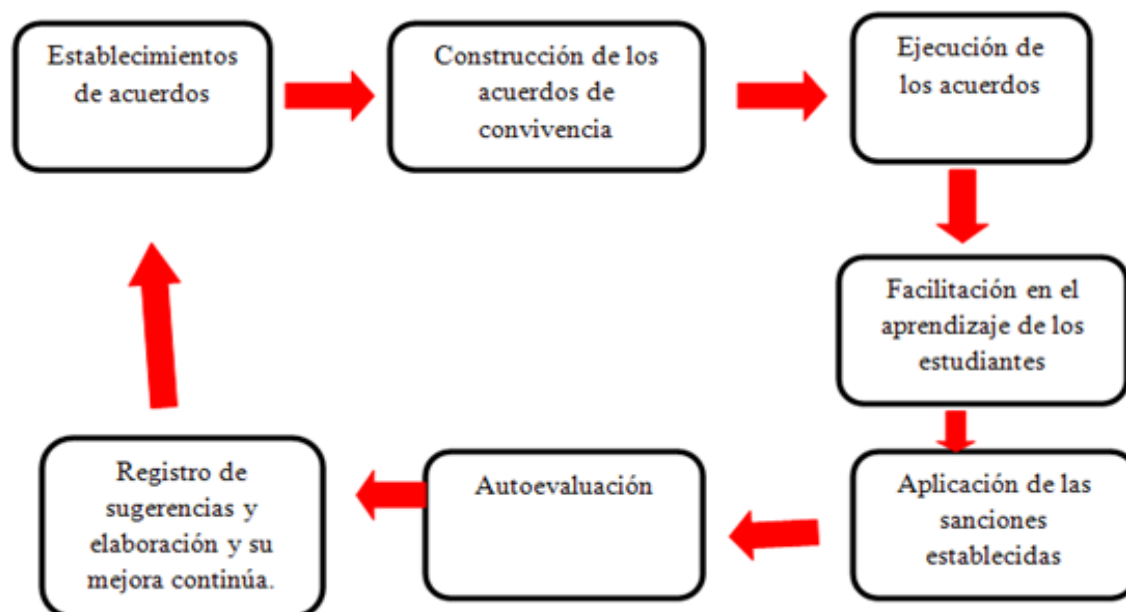 Establecimientos
de acuerdos
Construcción de los
acuerdos de
convivencia
Ejecución de
los acuerdos
Facilitación en el
aprendizaje de los
estudiantes
Aplicación de las
sanciones
establecidas
Autoevaluación
Registro de
sugerencias y
elaboración y su
mejora continúa.